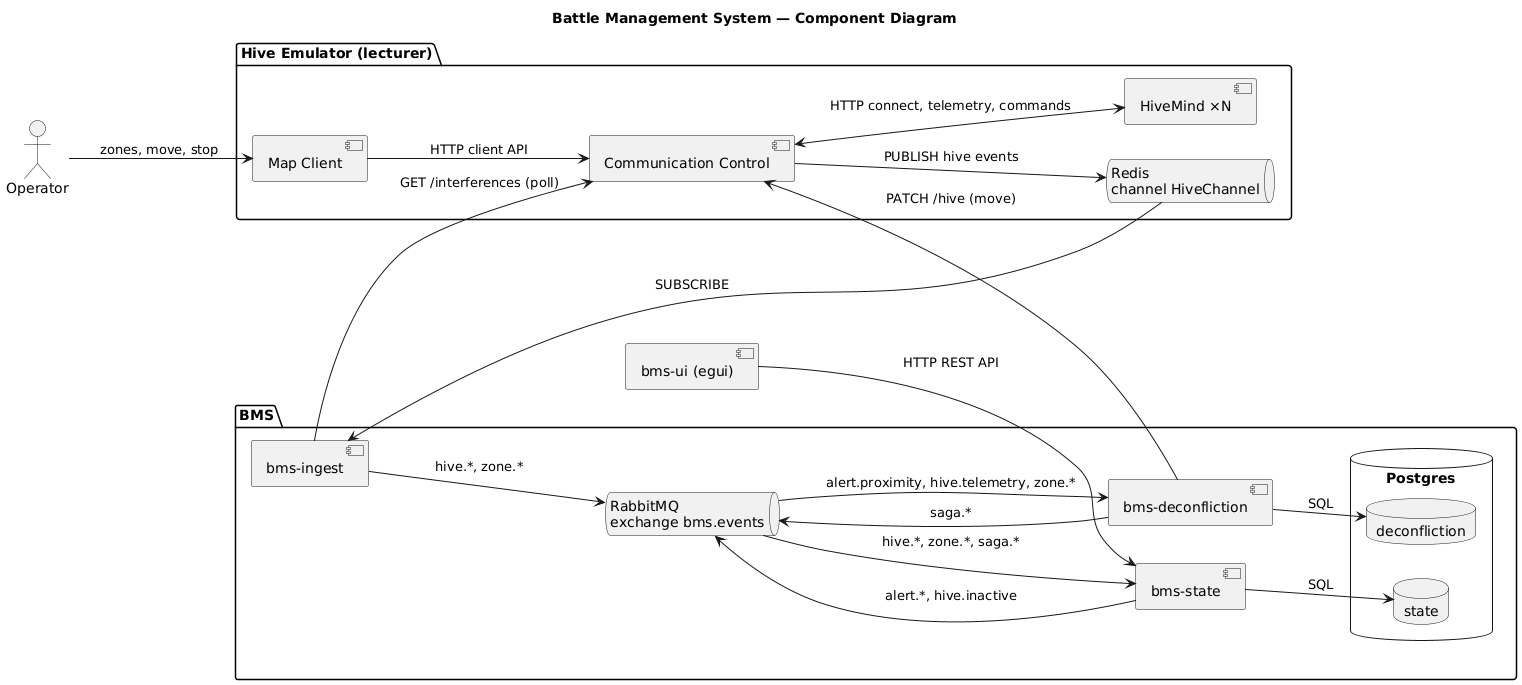 Battle Management System — Component Diagram
Hive Emulator (lecturer)
HTTP connect, telemetry, commands
HiveMind ×N
Operator
zones, move, stop
Map Client
HTTP client API
Communication Control
PUBLISH hive events
Redis
channel HiveChannel
GET /interferences (poll)
PATCH /hive (move)
SUBSCRIBE
bms-ui (egui)
HTTP REST API
BMS
bms-ingest
hive.*, zone.*
RabbitMQ
exchange bms.events
alert.proximity, hive.telemetry, zone.*
saga.*
hive.*, zone.*, saga.*
alert.*, hive.inactive
bms-deconfliction
bms-state
SQL
SQL
Postgres
deconfliction
state